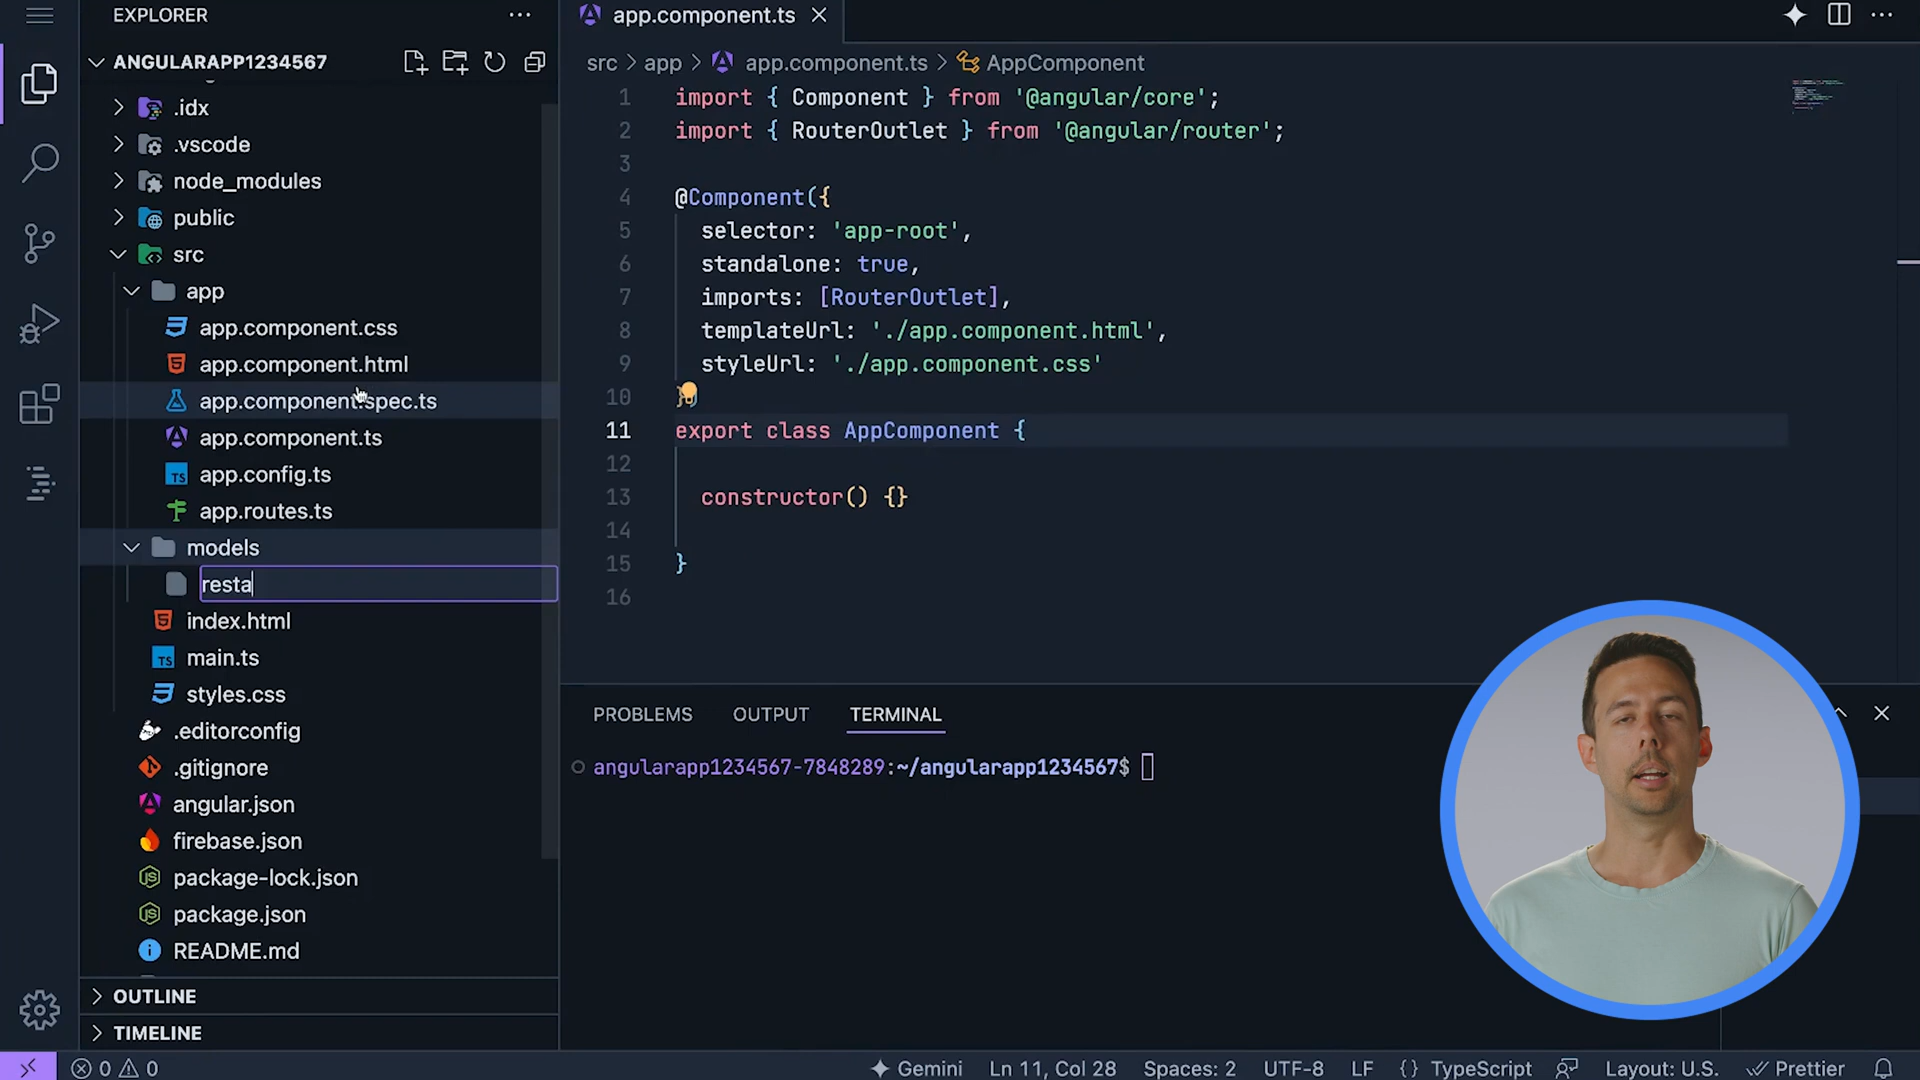 EXPLORER
ANGULARAPP1234567
.idx
.vscode
node_modules
public
src
app
app.component.css
app.component.html
app.component.spec.ts
app.component.ts
app.config.ts
app.routes.ts
models
resta
index.html
main.ts
styles.css
.editorconfig
.gitignore
angular.json
firebase.json
package-lock.json
package.json
README.md
OUTLINE
TIMELINE
app.component.ts
src > app > app.component.ts > AppComponent
1 import { Component } from '@angular/core';
2 import { RouterOutlet } from '@angular/router';
3
4 @Component({
5 selector: 'app-root',
6 standalone: true,
7 imports: [RouterOutlet],
8 templateUrl: './app.component.html',
9 styleUrl: './app.component.css'
10 })
11 export class AppComponent {
12
13 constructor() {}
14
15 }
16
PROBLEMS OUTPUT TERMINAL
angularapp1234567-7848289:~/angularapp1234567$
0 0 Gemini Ln 11, Col 28 Spaces: 2 UTF-8 LF {} TypeScript Layout: U.S. Prettier